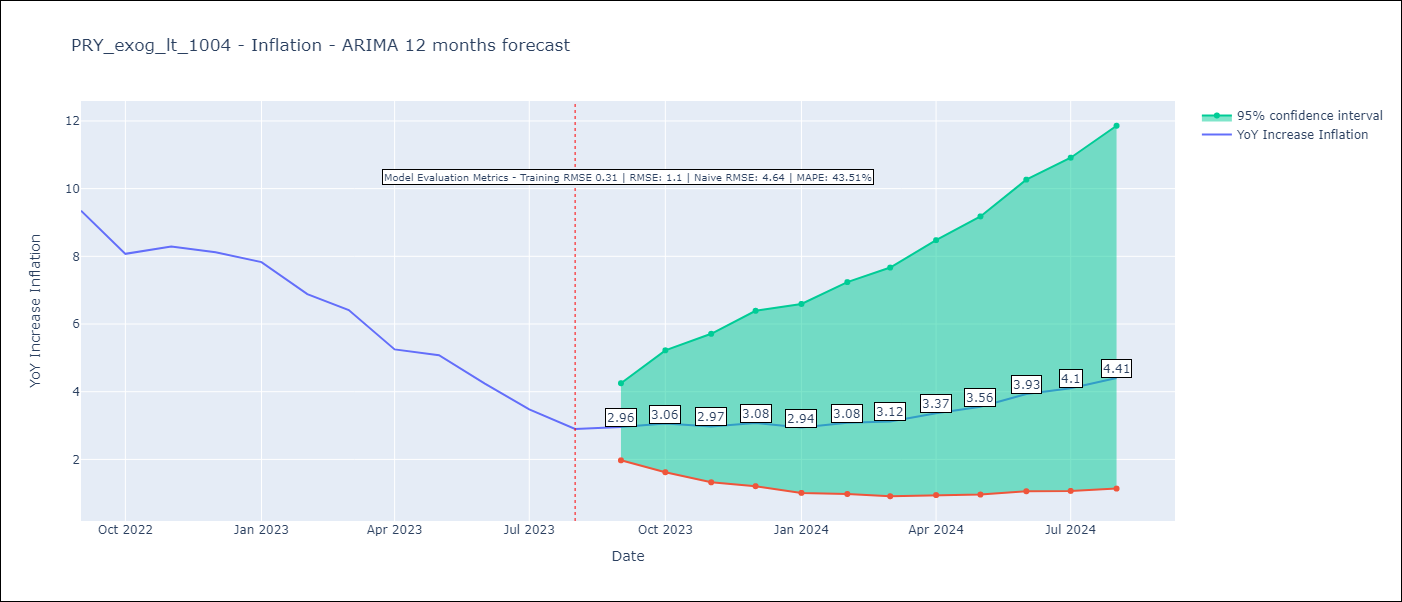 PRY_exog_lt_1004 - Inflation - ARIMA 12 months forecast
95% confidence interval
YoY Increase Inflation
Model Evaluation Metrics - Training RMSE 0.31 | RMSE: 1.1 | Naive RMSE: 4.64 | MAPE: 43.51%
YoY Increase Inflation
12
10
8
6
4
2
2.96
3.06
2.97
3.08
2.94
3.08
3.12
3.37
3.56
3.93
4.1
4.41
Oct 2022
Jan 2023
Apr 2023
Jul 2023
Oct 2023
Jan 2024
Apr 2024
Jul 2024
Date